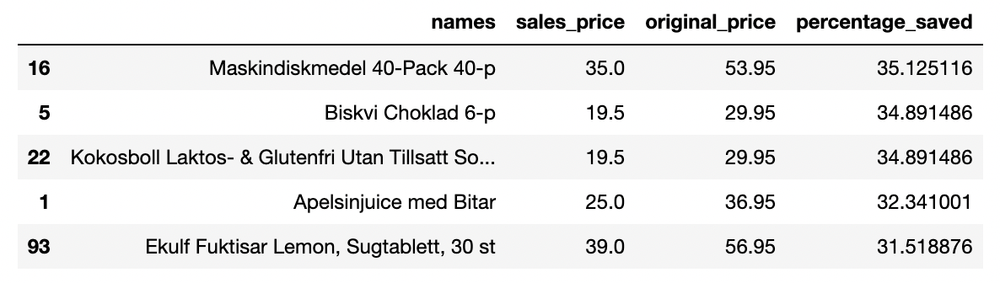 names sales_price original_price percentage_saved
16 Maskindiskmedel 40-Pack 40-p 35.0 53.95 35.125116
5 Biskvi Choklad 6-p 19.5 29.95 34.891486
22 Kokosboll Laktos- & Glutenfri Utan Tillsatt So... 19.5 29.95 34.891486
1 Apelsinjuice med Bitar 25.0 36.95 32.341001
93 Ekulf Fuktisar Lemon, Sugtablett, 30 st 39.0 56.95 31.518876